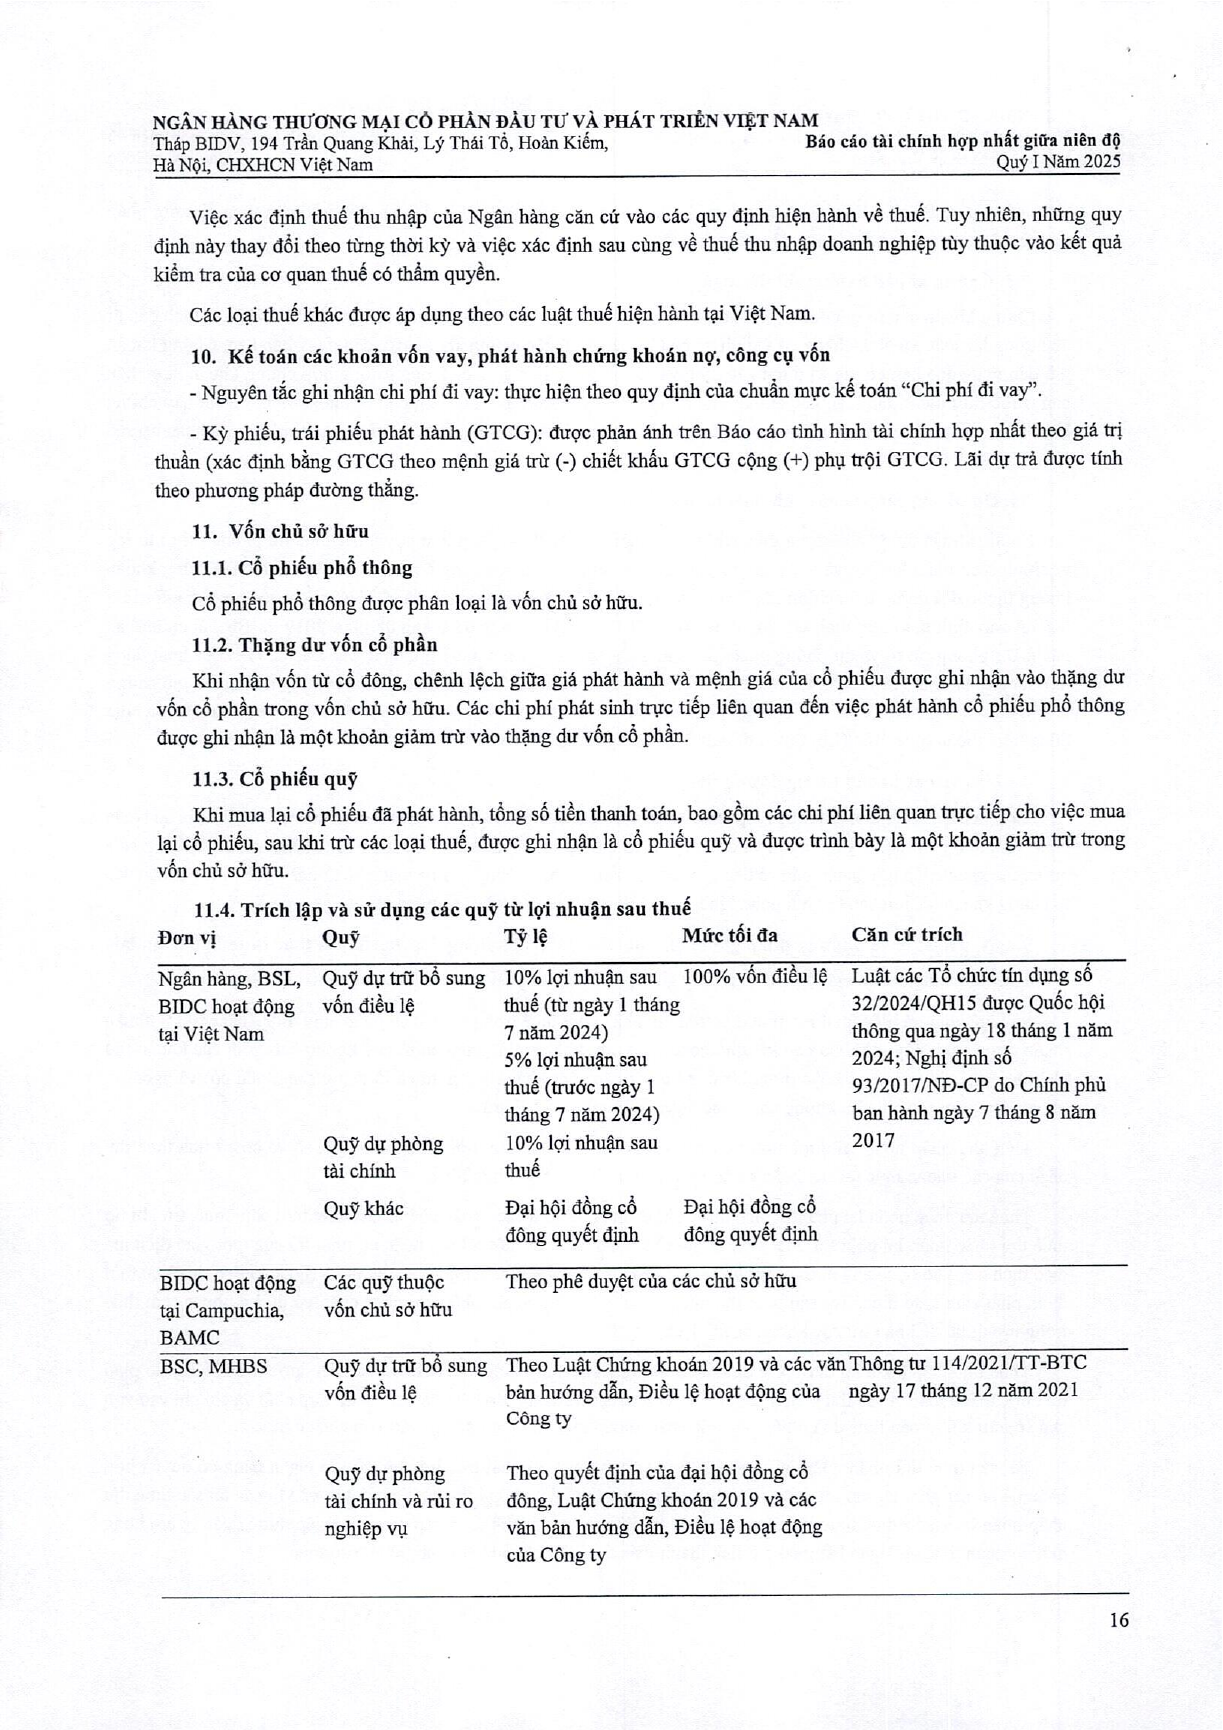 NGÂN HÀNG THƯƠNG MẠI CỔ PHẦN ĐẦU TƯ VÀ PHÁT TRIỂN VIỆT NAM
Tháp BIDV, 194 Trần Quang Khải, Lý Thái Tổ, Hoàn Kiếm,
Báo cáo tài chính hợp nhất giữa niên độ
Hà Nội, CHXHCN Việt Nam
Quý I Năm 2025
Việc xác định thuế thu nhập của Ngân hàng căn cứ vào các quy định hiện hành về thuế. Tuy nhiên, những quy
định này thay đổi theo từng thời kỳ và việc xác định sau cùng về thuế thu nhập doanh nghiệp tùy thuộc vào kết quả
kiểm tra của cơ quan thuế có thẩm quyền.
Các loại thuế khác được áp dụng theo các luật thuế hiện hành tại Việt Nam.
10. Kế toán các khoản vốn vay, phát hành chứng khoán nợ, công cụ vốn
- Nguyên tắc ghi nhận chi phí đi vay: thực hiện theo quy định của chuẩn mực kế toán “Chi phí đi vay”.
- Kỳ phiếu, trái phiếu phát hành (GTCG): được phản ánh trên Báo cáo tình hình tài chính hợp nhất theo giá trị
thuần (xác định bằng GTCG theo mệnh giá trừ (-) chiết khấu GTCG cộng (+) phụ trội GTCG. Lãi dự trả được tính
theo phương pháp đường thẳng.
11. Vốn chủ sở hữu
11.1. Cổ phiếu phổ thông
Cổ phiếu phổ thông được phân loại là vốn chủ sở hữu.
11.2. Thặng dư vốn cổ phần
Khi nhận vốn từ cổ đông, chênh lệch giữa giá phát hành và mệnh giá của cổ phiếu được ghi nhận vào thặng dư
vốn cổ phần trong vốn chủ sở hữu. Các chi phí phát sinh trực tiếp liên quan đến việc phát hành cổ phiếu phổ thông
được ghi nhận là một khoản giảm trừ vào thặng dư vốn cổ phần.
11.3. Cổ phiếu quỹ
Khi mua lại cổ phiếu đã phát hành, tổng số tiền thanh toán, bao gồm các chi phí liên quan trực tiếp cho việc mua
lại cổ phiếu, sau khi trừ các loại thuế, được ghi nhận là cổ phiếu quỹ và được trình bày là một khoản giảm trừ trong
vốn chủ sở hữu.
11.4. Trích lập và sử dụng các quỹ từ lợi nhuận sau thuế
Đơn vị Quỹ Tỷ lệ Mức tối đa Căn cứ trích
Ngân hàng, BSL, Quỹ dự trữ bổ sung 10% lợi nhuận sau 100% vốn điều lệ Luật các Tổ chức tín dụng số
BIDC hoạt động vốn điều lệ thuế (từ ngày 1 tháng 32/2024/QH15 được Quốc hội
tại Việt Nam 7 năm 2024) thông qua ngày 18 tháng 1 năm
5% lợi nhuận sau 2024; Nghị định số
thuế (trước ngày 1 93/2017/NĐ-CP do Chính phủ
tháng 7 năm 2024) ban hành ngày 7 tháng 8 năm
Quỹ dự phòng 10% lợi nhuận sau 2017
tài chính thuế
Quỹ khác Đại hội đồng cổ Đại hội đồng cổ
đông quyết định đông quyết định
BIDC hoạt động Các quỹ thuộc Theo phê duyệt của các chủ sở hữu
tại Campuchia, vốn chủ sở hữu
BAMC
BSC, MHBS Quỹ dự trữ bổ sung Theo Luật Chứng khoán 2019 và các văn Thông tư 114/2021/TT-BTC
vốn điều lệ bản hướng dẫn, Điều lệ hoạt động của ngày 17 tháng 12 năm 2021
Công ty
Quỹ dự phòng Theo quyết định của đại hội đồng cổ
tài chính và rủi ro đông, Luật Chứng khoán 2019 và các
nghiệp vụ văn bản hướng dẫn, Điều lệ hoạt động
của Công ty
16